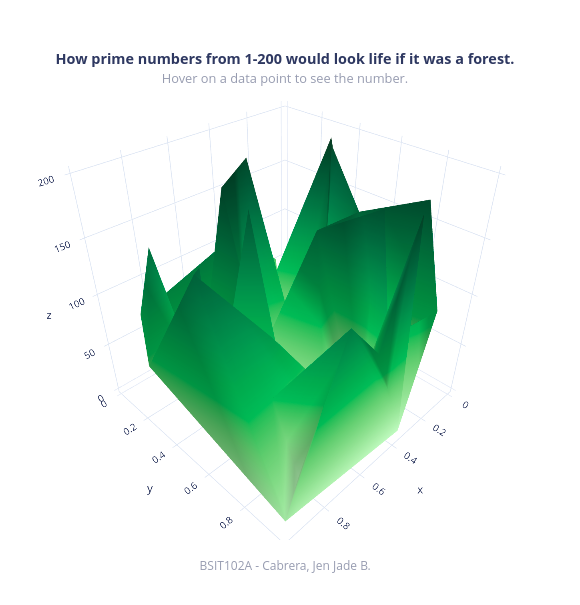 How prime numbers from 1-200 would look life if it was a forest.
Hover on a data point to see the number.
200
150
100
50
0
z
0
0.2
0.4
0.6
0.8
y
0
0.2
0.4
0.6
0.8
x
BSIT102A - Cabrera, Jen Jade B.